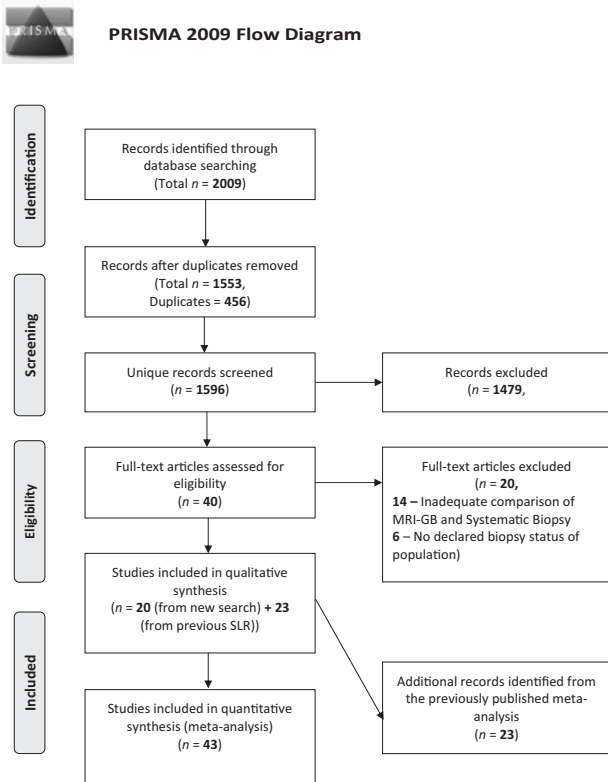 PRISMA
PRISMA 2009 Flow Diagram
Identification
Records identified through
database searching
(Total n = 2009)
Records after duplicates removed
(Total n = 1553,
Duplicates = 456)
Screening
Unique records screened
(n = 1596)
Records excluded
(n = 1479,
Eligibility
Full-text articles assessed for
eligibility
(n = 40)
Full-text articles excluded
(n = 20,
14 – Inadequate comparison of
MRI-GB and Systematic Biopsy
6 – No declared biopsy status of
population)
Studies included in qualitative
synthesis
(n = 20 (from new search) + 23
(from previous SLR))
Included
Studies included in quantitative
synthesis (meta-analysis)
(n = 43)
Additional records identified from
the previously published meta-
analysis
(n = 23)